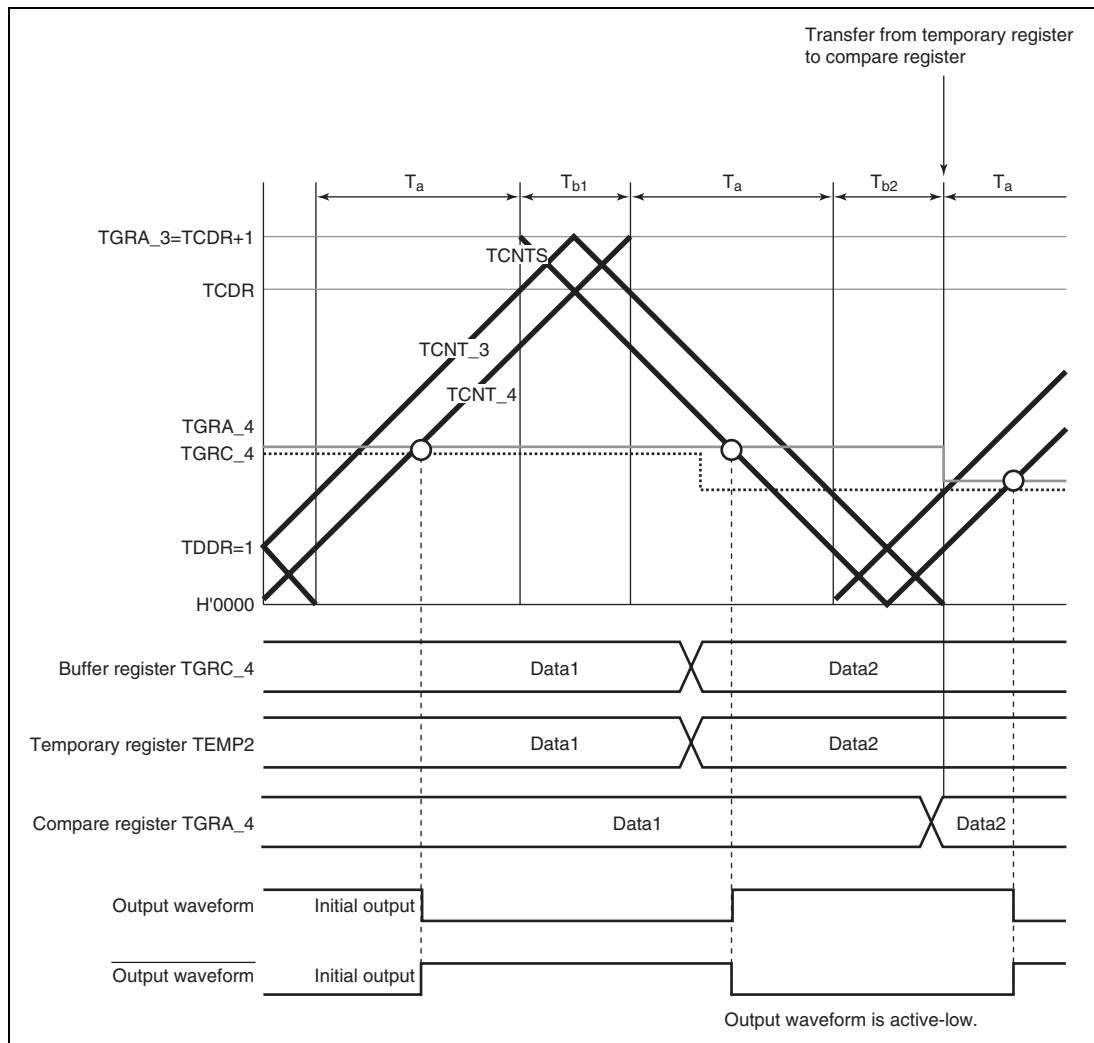 Transfer from temporary register
to compare register
Ta
Tb1
Ta
Tb2
Ta
TGRA_3=TCDR+1
TCNTS
TCDR
TCNT_3
TCNT_4
TGRA_4
TGRC_4
TDDR=1
H'0000
Buffer register TGRC_4
Data1
Data2
Temporary register TEMP2
Data1
Data2
Compare register TGRA_4
Data1
Data2
Output waveform
Initial output
Output waveform
Initial output
Output waveform is active-low.